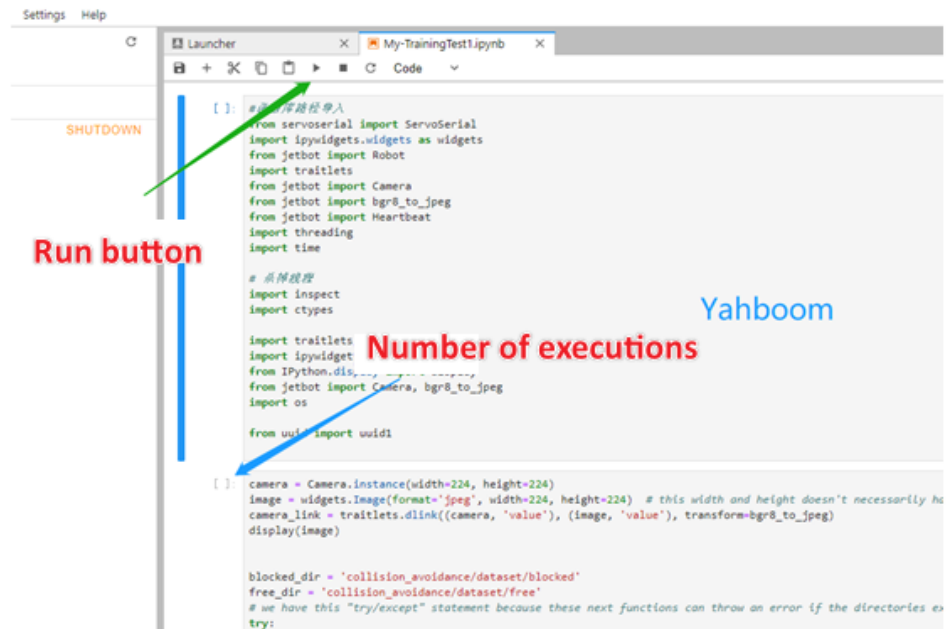 Settings Help
Launcher
My-TrainingTest1.ipynb
Code
SHUTDOWN
[ ]:
路径导入
from servoserial import ServoSerial
import ipywidgets.widgets as widgets
from jetbot import Robot
import traitlets
from jetbot import Camera
from jetbot import bgr8_to_jpeg
from jetbot import Heartbeat
import threading
import time
Run button
# 杀掉线程
import inspect
import ctypes
Yahboom
import traitlets
import ipywidget
Number of executions
from IPython.dis
from jetbot import Camera, bgr8_to_jpeg
import os
from uuid import uuid1
[ ]:
camera = Camera.instance(width=224, height=224)
image = widgets.Image(format='jpeg', width=224, height=224) # this width and height doesn't necessarily ha
camera_link = traitlets.dlink((camera, 'value'), (image, 'value'), transform=bgr8_to_jpeg)
display(image)
blocked_dir = 'collision_avoidance/dataset/blocked'
free_dir = 'collision_avoidance/dataset/free'
# we have this "try/except" statement because these next functions can throw an error if the directories ex
try: